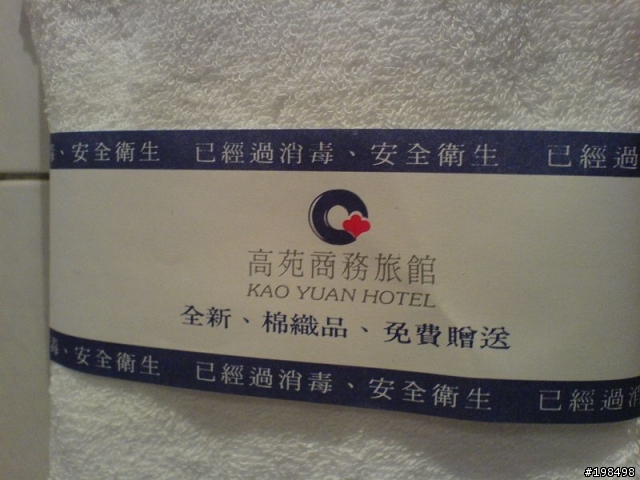 、安全衛生 已經過消毒、安全衛生 已經過
高苑商務旅館
KAO YUAN HOTEL
全新、棉織品、免費贈送
、安全衛生 已經過消毒、安全衛生 已經過
#198498